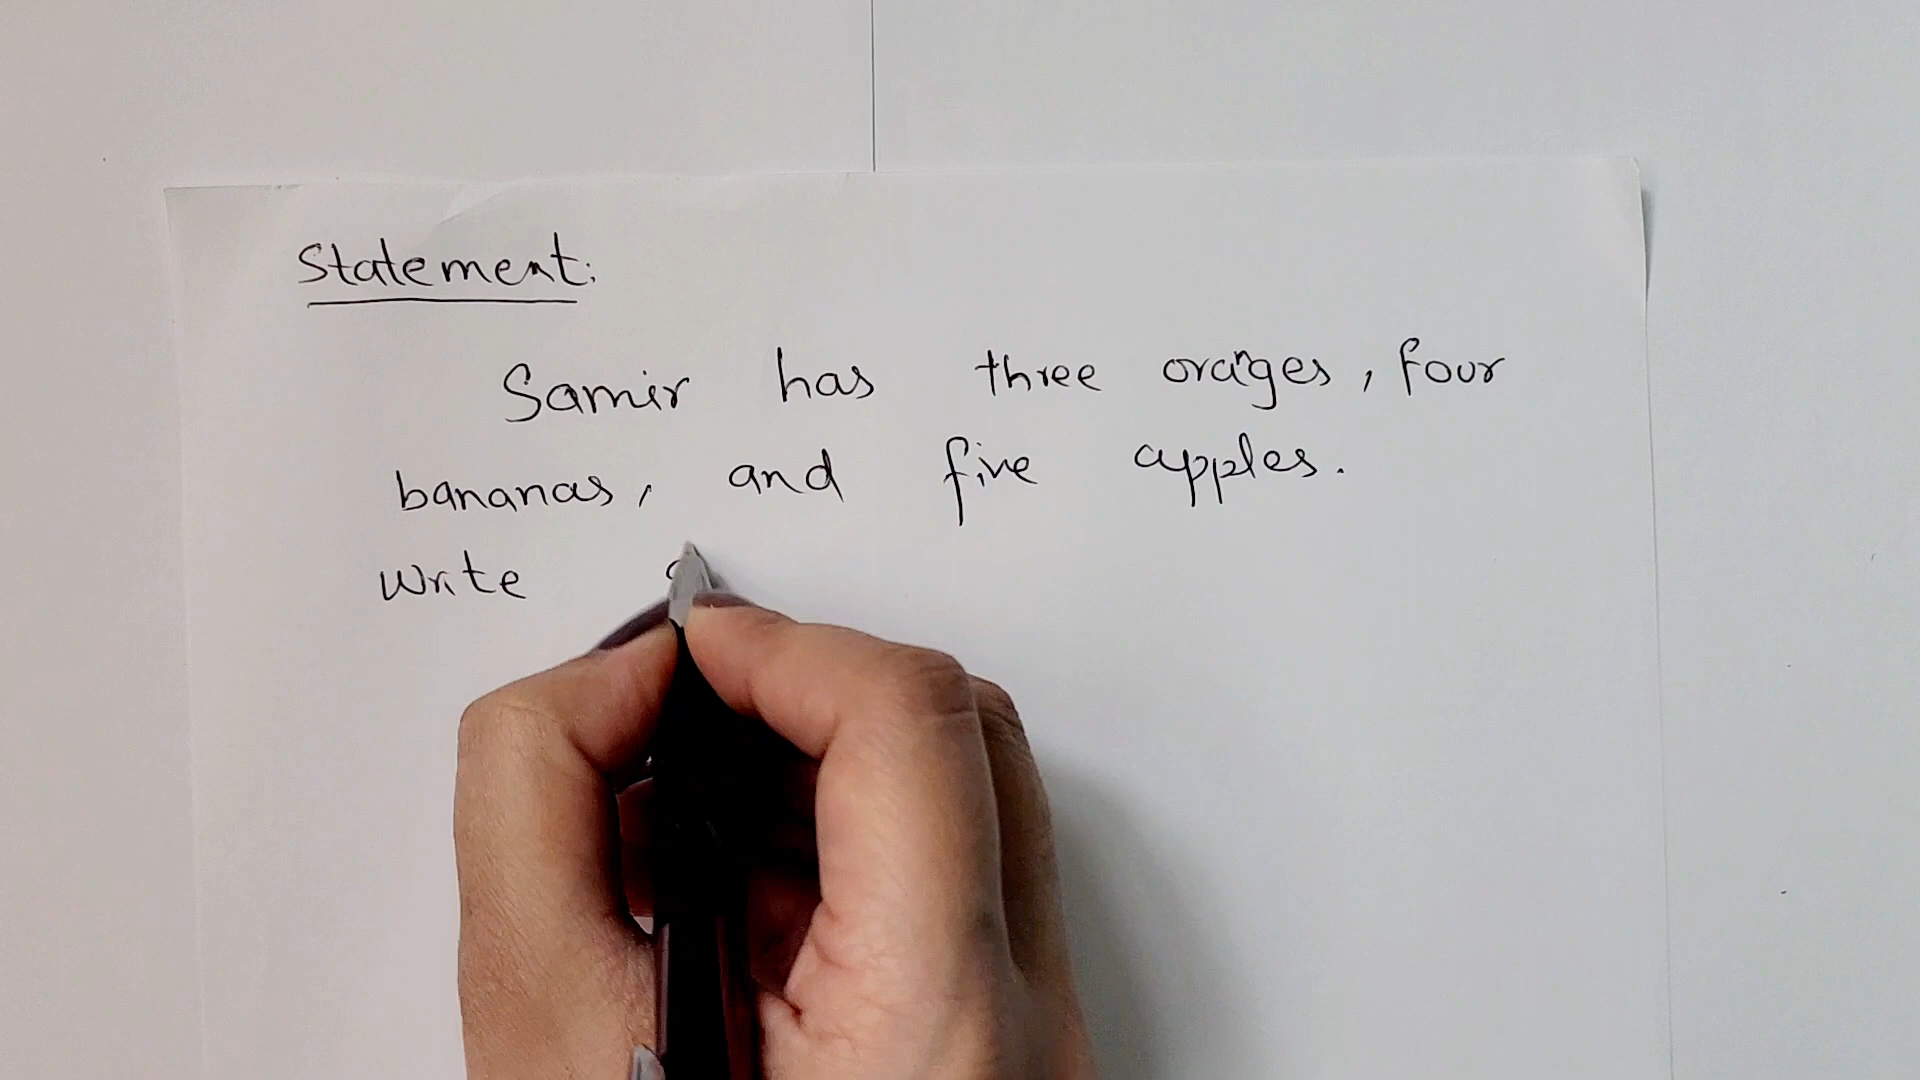 Statement:
Samir has three oranges, four
bananas, and five apples.
Write